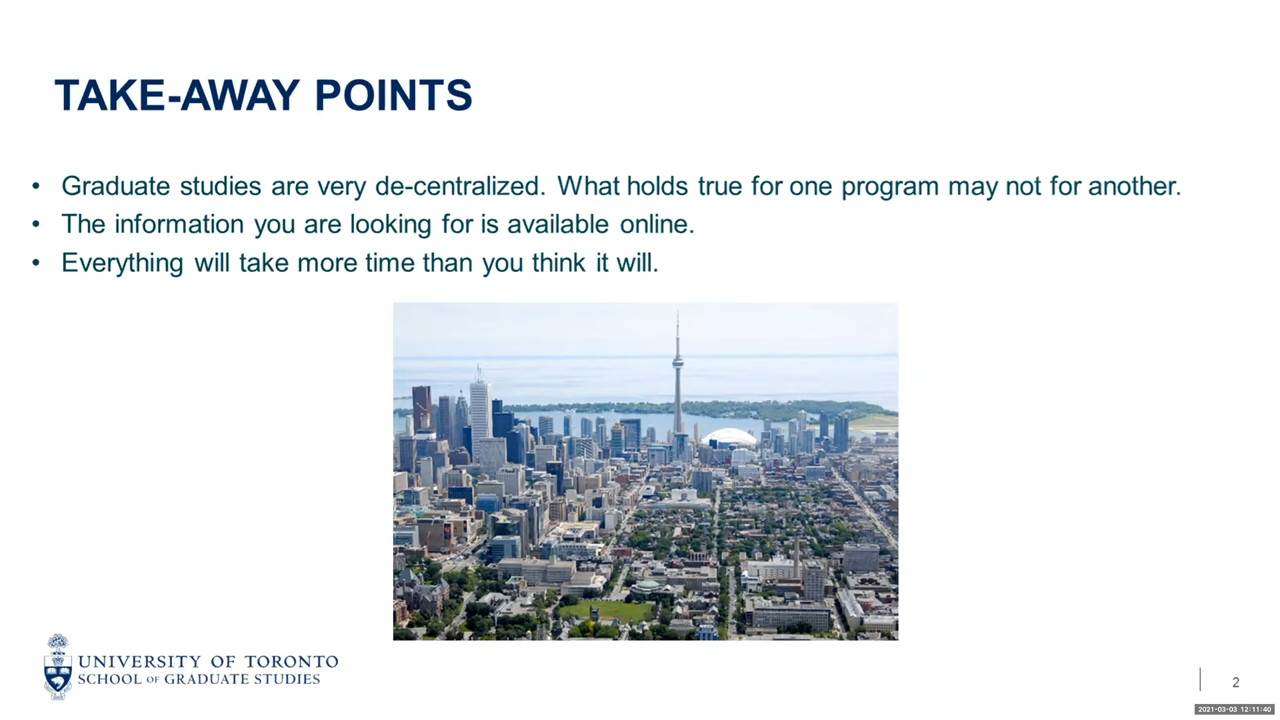 TAKE-AWAY POINTS
• Graduate studies are very de-centralized. What holds true for one program may not for another.
• The information you are looking for is available online.
• Everything will take more time than you think it will.
UNIVERSITY OF TORONTO
SCHOOL OF GRADUATE STUDIES
2
2021-03-03 12:11:40